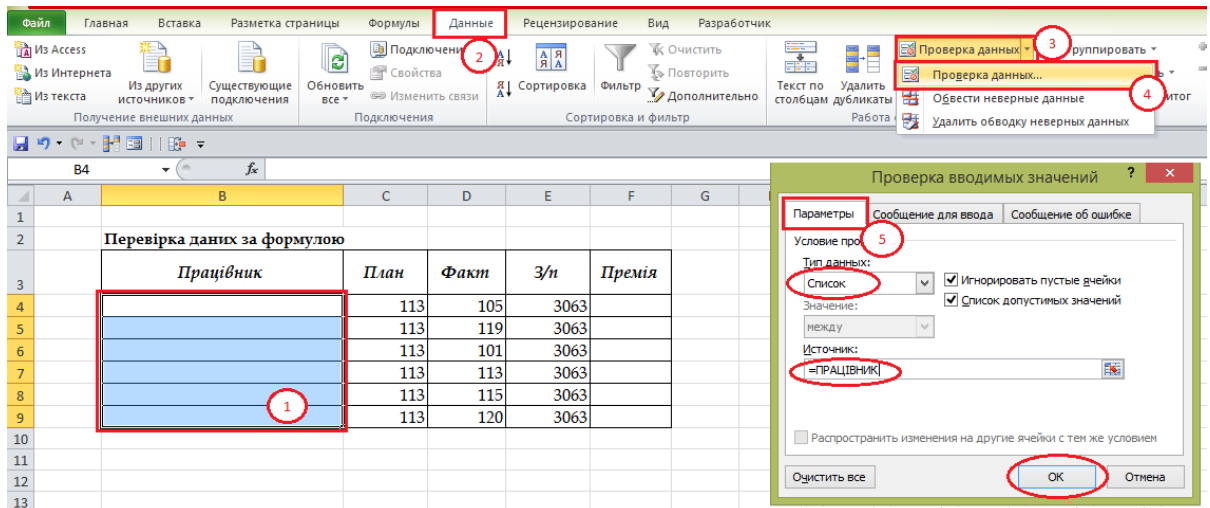 Файл Главная Вставка Разметка страницы Формулы Данные Рецензирование Вид Разработчик
Из Access
Из Интернета
Из текста
Из других источников
Существующие подключения
Получение внешних данных
Обновить все
Подключения
Свойства
Изменить связи
Подключения
2
Сортировка
Фильтр
Очистить
Повторить
Дополнительно
Сортировка и фильтр
Текст по столбцам
Удалить дубликаты
Работа
Проверка данных
3
Проверка данных...
4
Обвести неверные данные
Удалить обводку неверных данных
B4 fx
A B C D E F G
1
2 Перевірка даних за формулою
3 Працівник План Факт З/п Премія
4 113 105 3063
5 113 119 3063
6 113 101 3063
7 113 113 3063
8 113 115 3063
9 113 120 3063
1
10
11
12
13
Проверка вводимых значений ? ×
Параметры Сообщение для ввода Сообщение об ошибке
5
Тип данных:
Список
Игнорировать пустые ячейки
Список допустимых значений
Значение:
между
Источник:
=ПРАЦІВНИК
Распространить изменения на другие ячейки с тем же условием
Очистить все ОК Отмена